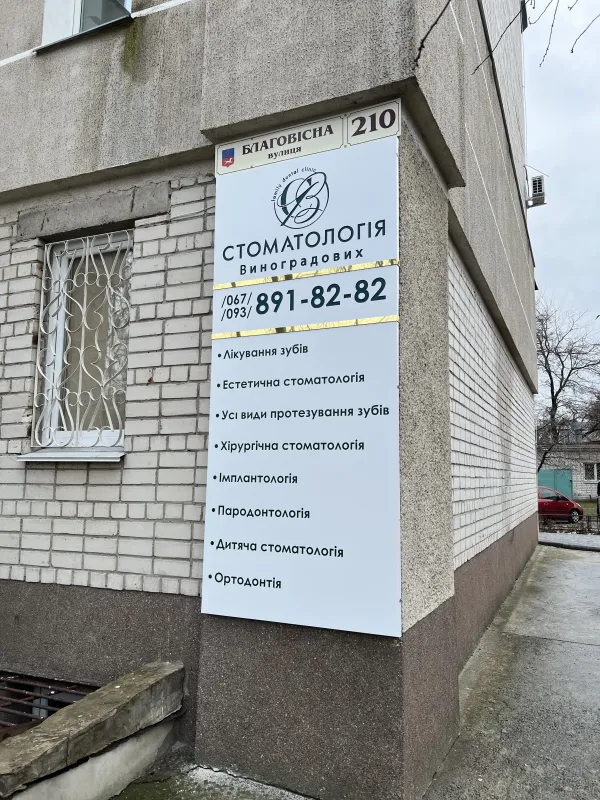 БЛАГОВІСНА
вулиця
210
family dental clinic
СТОМАТОЛОГІЯ
Виноградових
/067/
/093/
891-82-82
• Лікування зубів
• Естетична стоматологія
• Усі види протезування зубів
• Хірургічна стоматологія
• Імплантологія
• Пародонтологія
• Дитяча стоматологія
• Ортодонтія